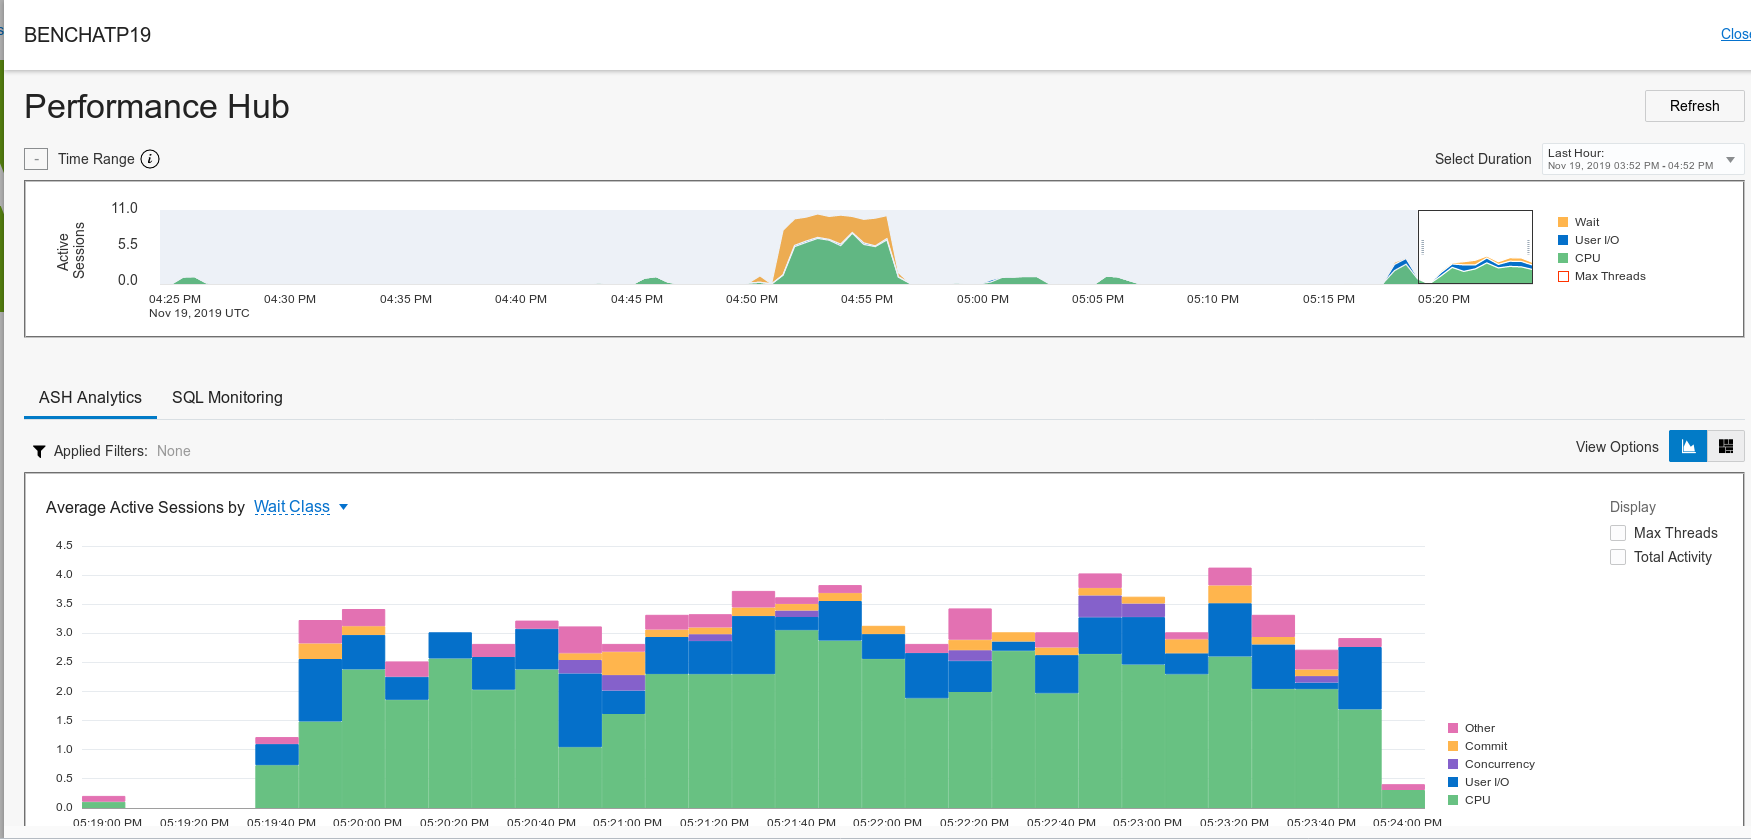 BENCHATP19
Close
Performance Hub
Refresh
- Time Range i
Select Duration
Last Hour:
Nov 19, 2019 03:52 PM - 04:52 PM
Active
Sessions
11.0
5.5
0.0
04:25 PM 04:30 PM 04:35 PM 04:40 PM 04:45 PM 04:50 PM 04:55 PM 05:00 PM 05:05 PM 05:10 PM 05:15 PM 05:20 PM
Nov 19, 2019 UTC
Wait
User I/O
CPU
Max Threads
ASH Analytics SQL Monitoring
Applied Filters: None
View Options
Average Active Sessions by Wait Class
Display
Max Threads
Total Activity
4.5
4.0
3.5
3.0
2.5
2.0
1.5
1.0
0.5
0.0
05:19:00 PM 05:19:20 PM 05:19:40 PM 05:20:00 PM 05:20:20 PM 05:20:40 PM 05:21:00 PM 05:21:20 PM 05:21:40 PM 05:22:00 PM 05:22:20 PM 05:22:40 PM 05:23:00 PM 05:23:20 PM 05:23:40 PM 05:24:00 PM
Other
Commit
Concurrency
User I/O
CPU